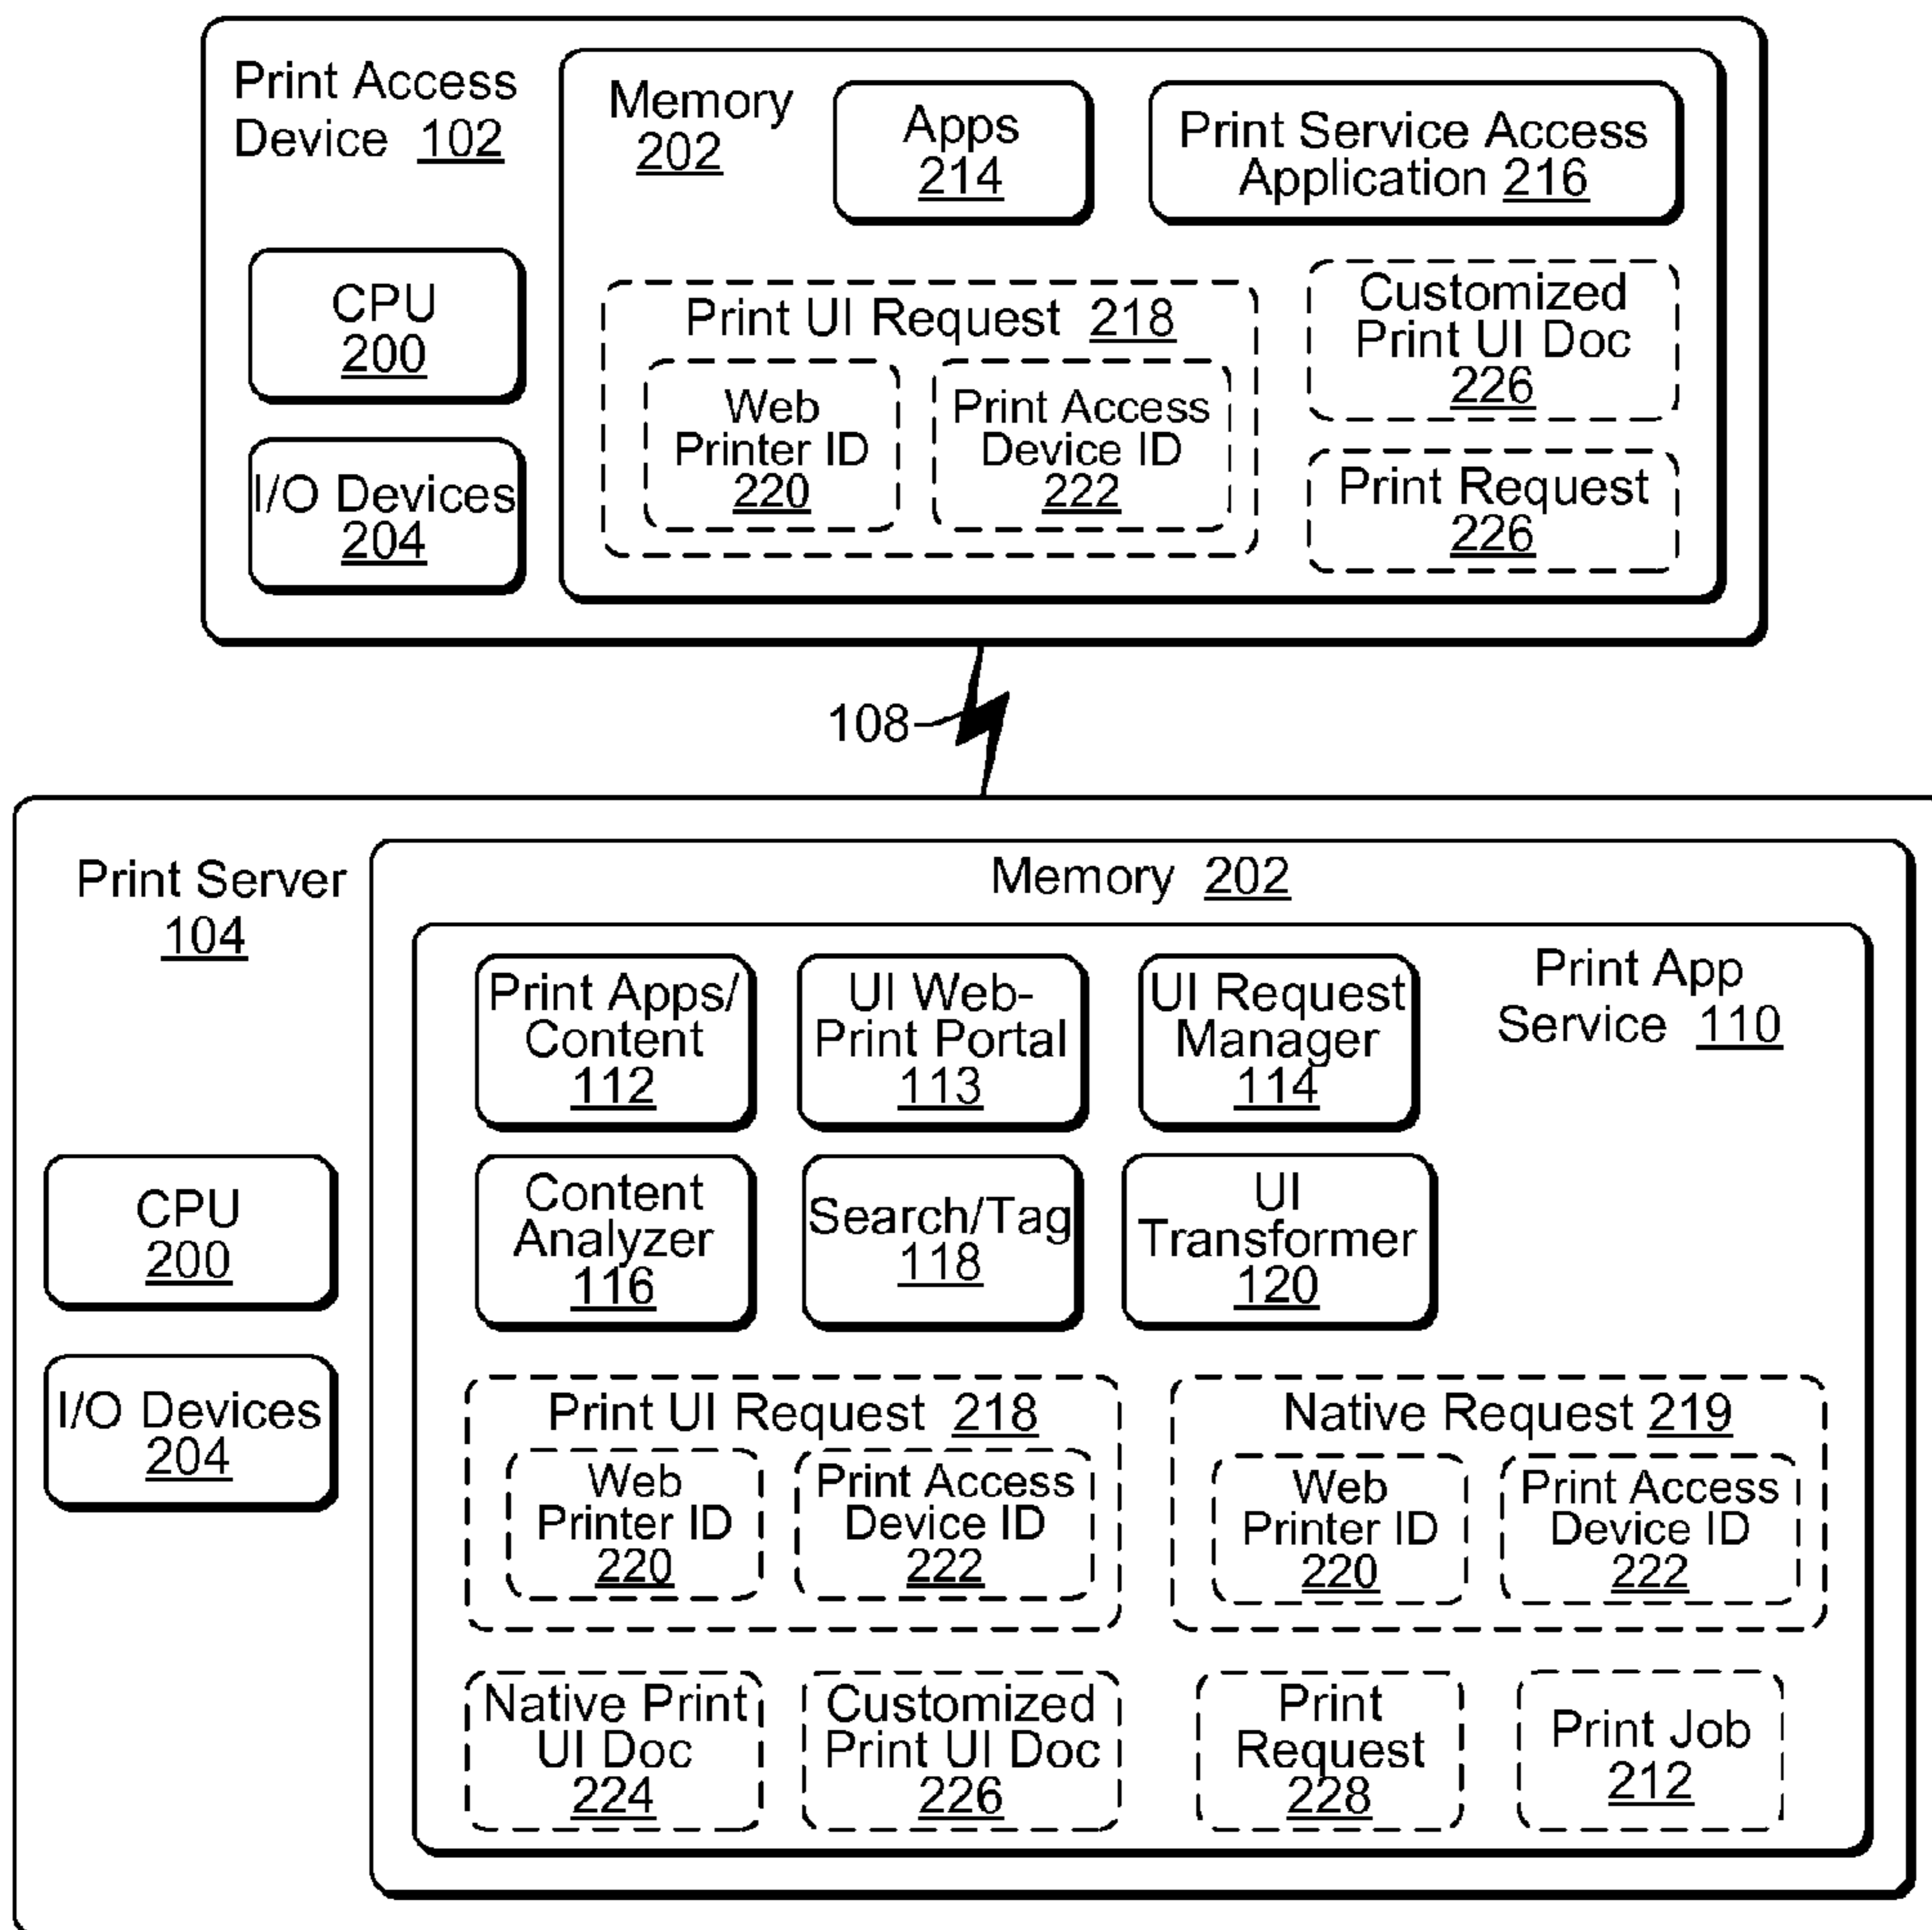 Print Access
Device 102
Memory
202
Apps
214
Print Service Access
Application 216
CPU
200
I/O Devices
204
Print UI Request 218
Web
Printer ID
220
Print Access
Device ID
222
Customized
Print UI Doc
226
Print Request
226
108
Print Server
104
Memory 202
Print Apps/
Content
112
UI Web-
Print Portal
113
UI Request
Manager
114
Print App
Service 110
CPU
200
I/O Devices
204
Content
Analyzer
116
Search/Tag
118
UI
Transformer
120
Print UI Request 218
Web
Printer ID
220
Print Access
Device ID
222
Native Request 219
Web
Printer ID
220
Print Access
Device ID
222
Native Print
UI Doc
224
Customized
Print UI Doc
226
Print
Request
228
Print Job
212